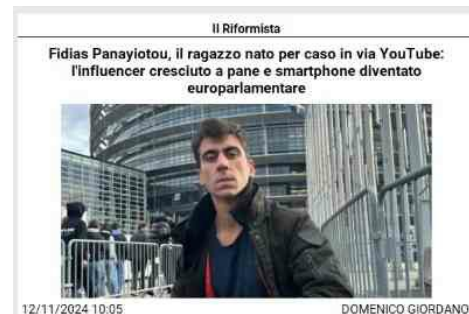 Il Riformista
Fidias Panayiotou, il ragazzo nato per caso in via YouTube:
l'influencer cresciuto a pane e smartphone diventato
europarlamentare
12/11/2024 10:05
DOMENICO GIORDANO